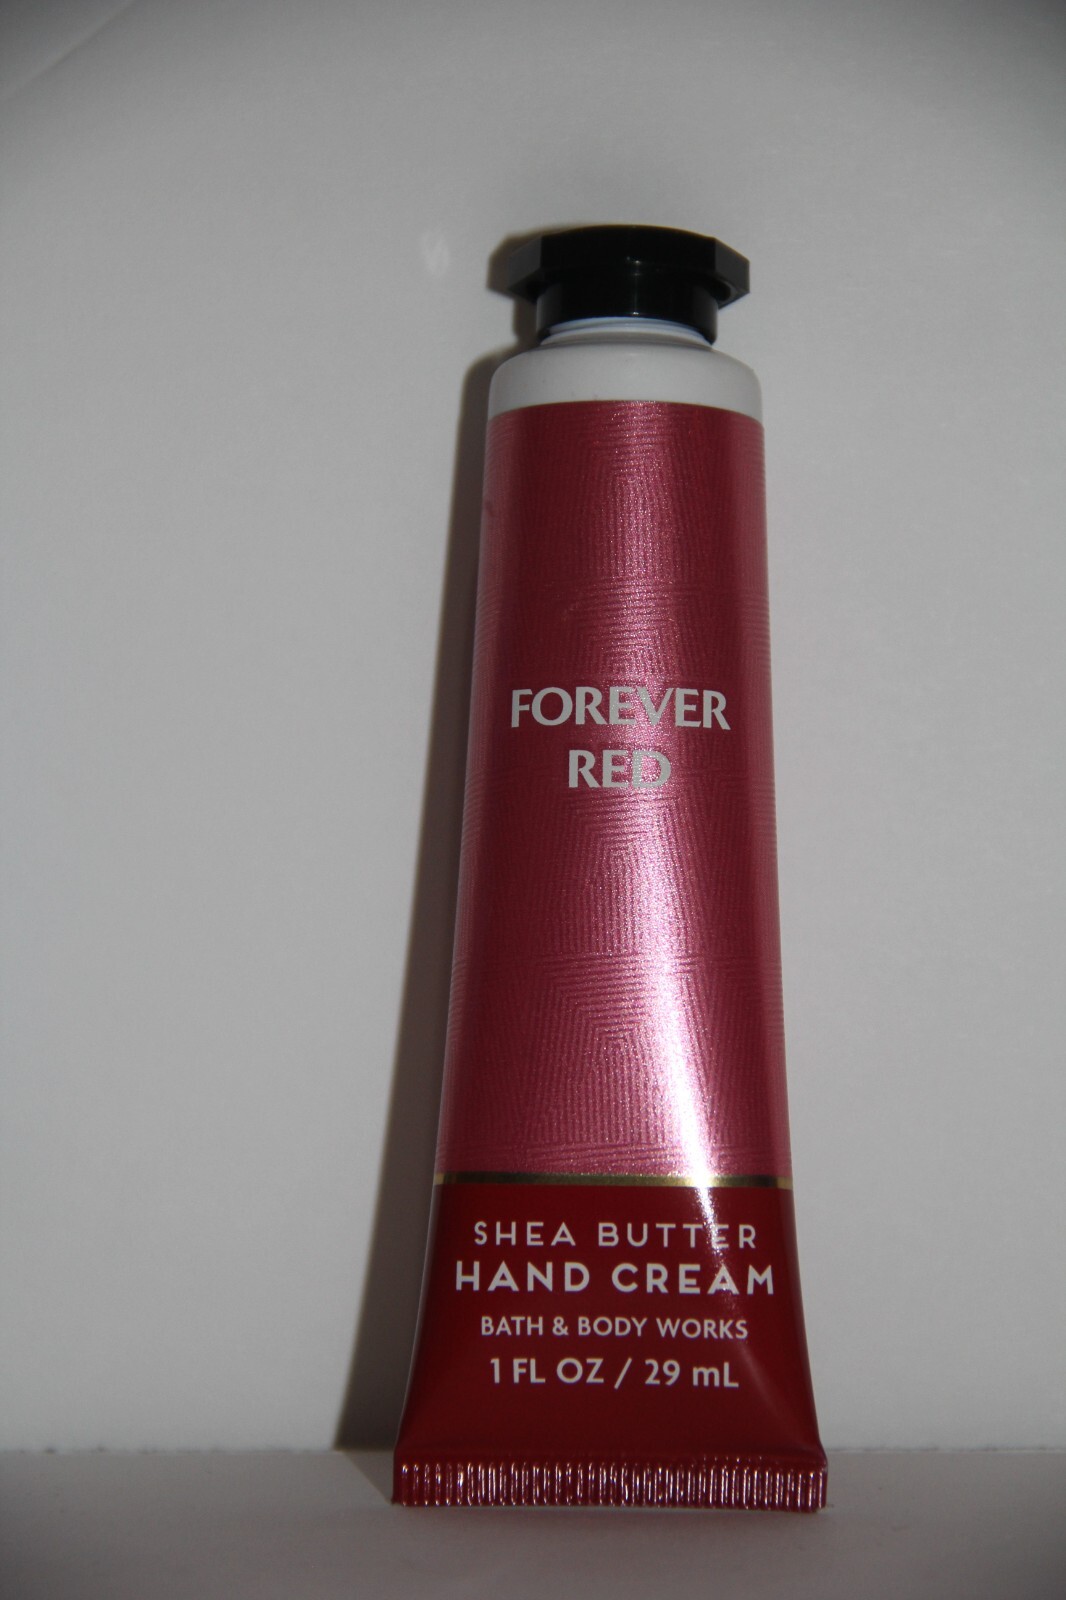 FOREVER
RED
SHEA BUTTER
HAND CREAM
BATH & BODY WORKS
1 FL OZ / 29 mL